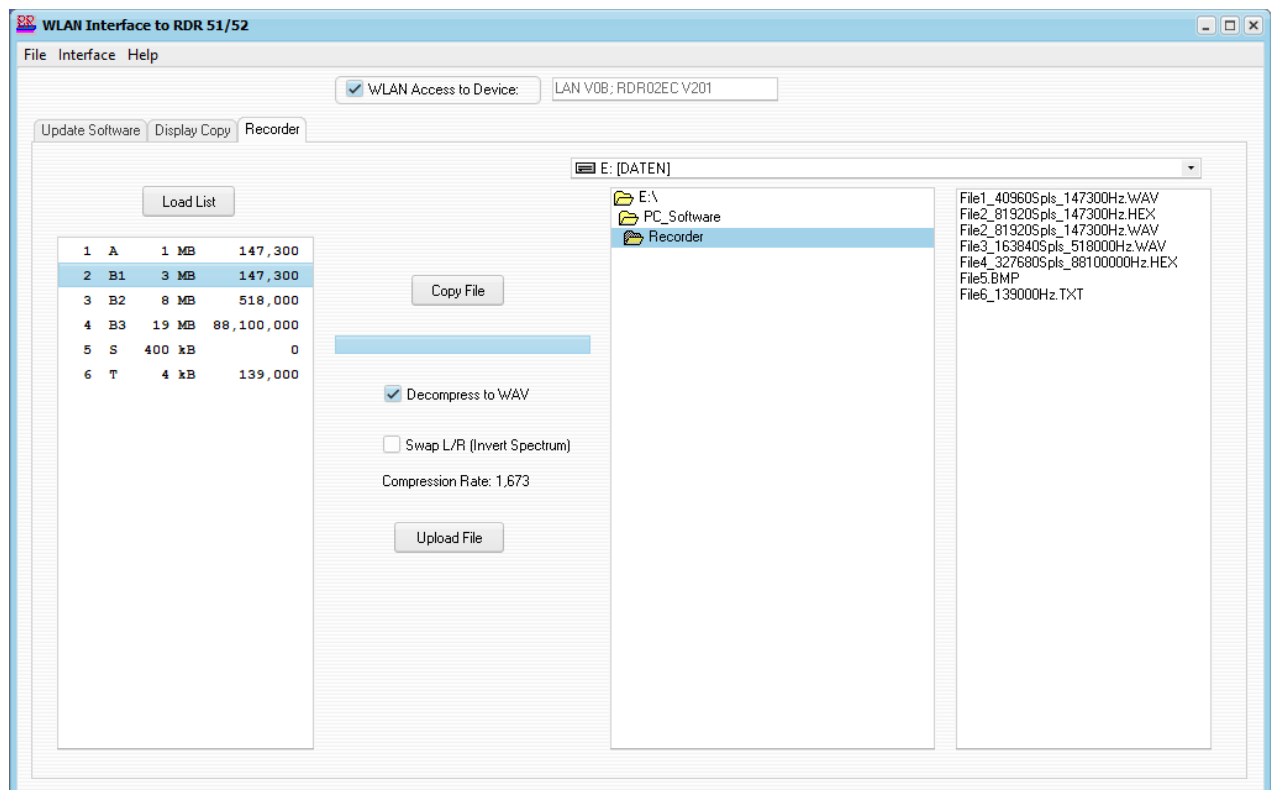 WLAN Interface to RDR 51/52
File Interface Help
WLAN Access to Device: LAN V0B; RDR02EC V201
Update Software Display Copy Recorder
E: [DATEN]
Load List
1 A 1 MB 147,300
2 B1 3 MB 147,300
3 B2 8 MB 518,000
4 B3 19 MB 88,100,000
5 S 400 kB 0
6 T 4 kB 139,000
Copy File
Decompress to WAV
Swap L/R (Invert Spectrum)
Compression Rate: 1,673
Upload File
E:\
PC_Software
Recorder
File1_40960Spls_147300Hz.WAV
File2_81920Spls_147300Hz.HEX
File2_81920Spls_147300Hz.WAV
File3_163840Spls_518000Hz.WAV
File4_327680Spls_88100000Hz.HEX
File5.BMP
File6_139000Hz.TXT